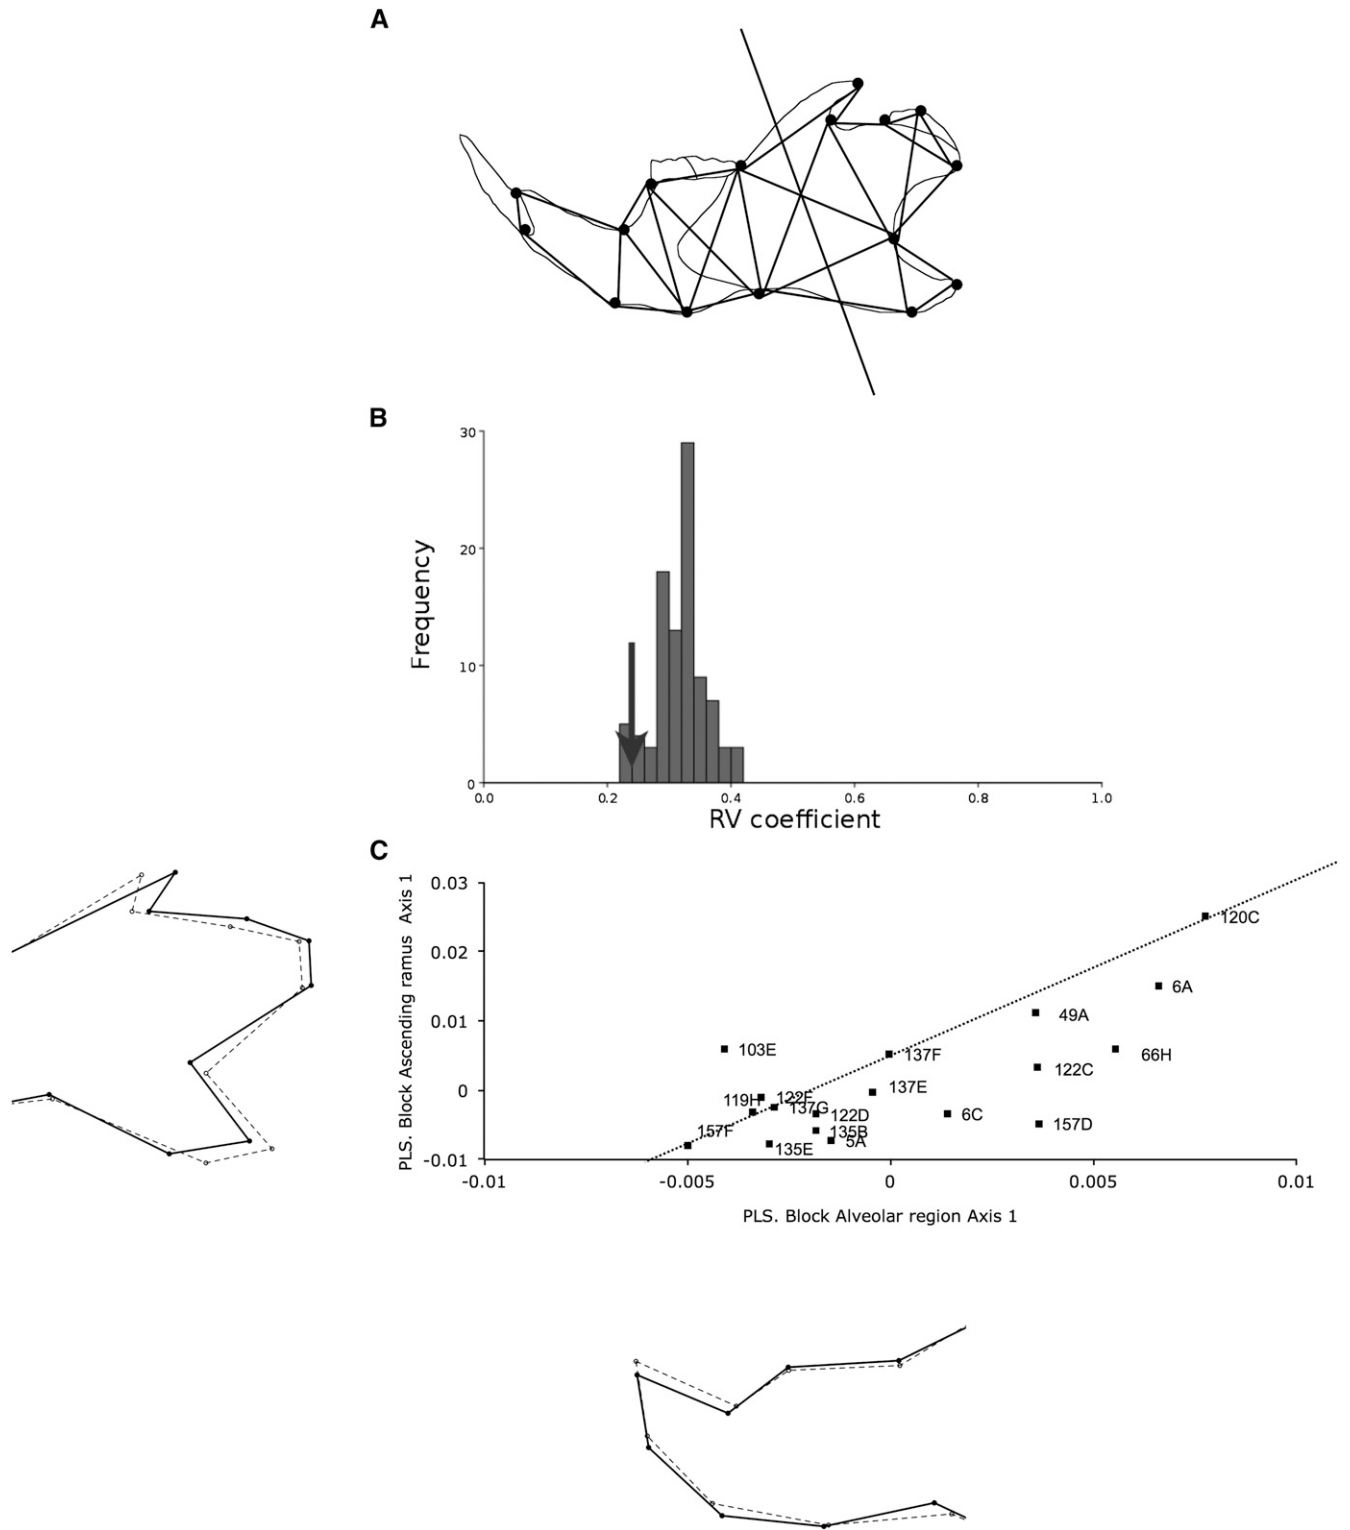 A
B
30
20
10
0
Frequency
0.0 0.2 0.4 0.6 0.8 1.0
RV coefficient
C
PLS. Block Ascending ramus Axis 1
0.03
0.02
0.01
0
-0.01
120C
6A
49A
103E
137F
66H
122C
137E
119H
122F
137G
122D
6C
157D
157F
135B
5A
135E
-0.01 -0.005 0 0.005 0.01
PLS. Block Alveolar region Axis 1